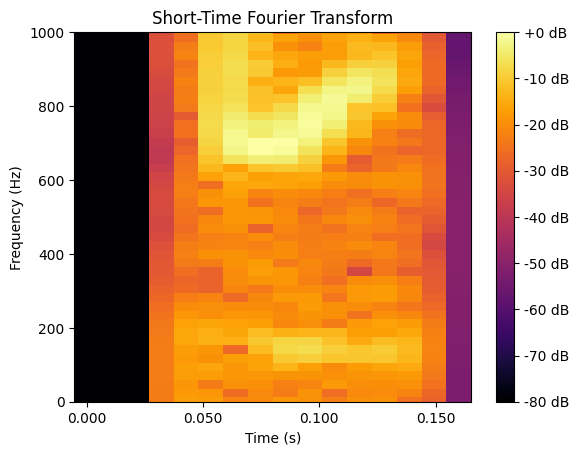 Short-Time Fourier Transform
1000
800
600
400
200
0
Frequency (Hz)
0.000
0.050
0.100
0.150
Time (s)
+0 dB
-10 dB
-20 dB
-30 dB
-40 dB
-50 dB
-60 dB
-70 dB
-80 dB